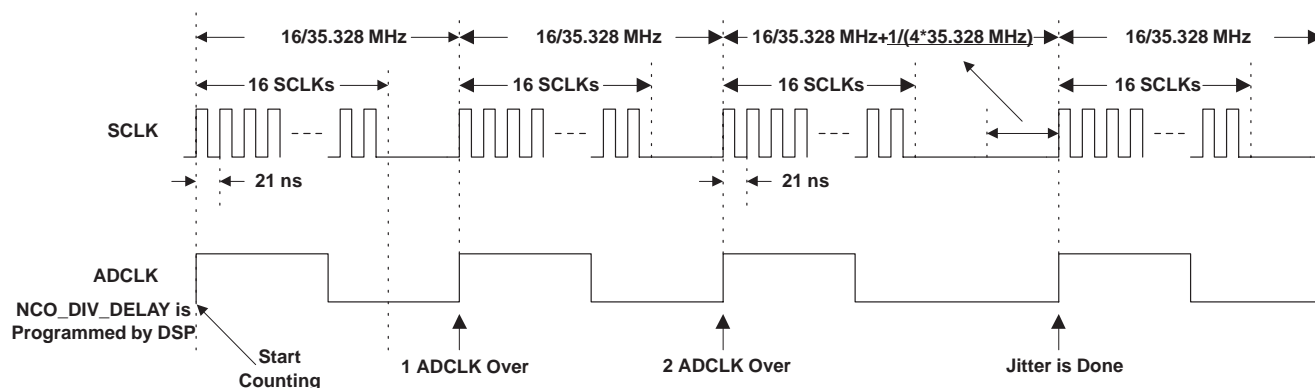 16/35.328 MHz
16/35.328 MHz
16/35.328 MHz+1/(4*35.328 MHz)
16/35.328 MHz
16 SCLKs
16 SCLKs
16 SCLKs
16 SCLKs
SCLK
21 ns
21 ns
ADCLK
NCO_DIV_DELAY is
Programmed by DSP
Start
Counting
1 ADCLK Over
2 ADCLK Over
Jitter is Done